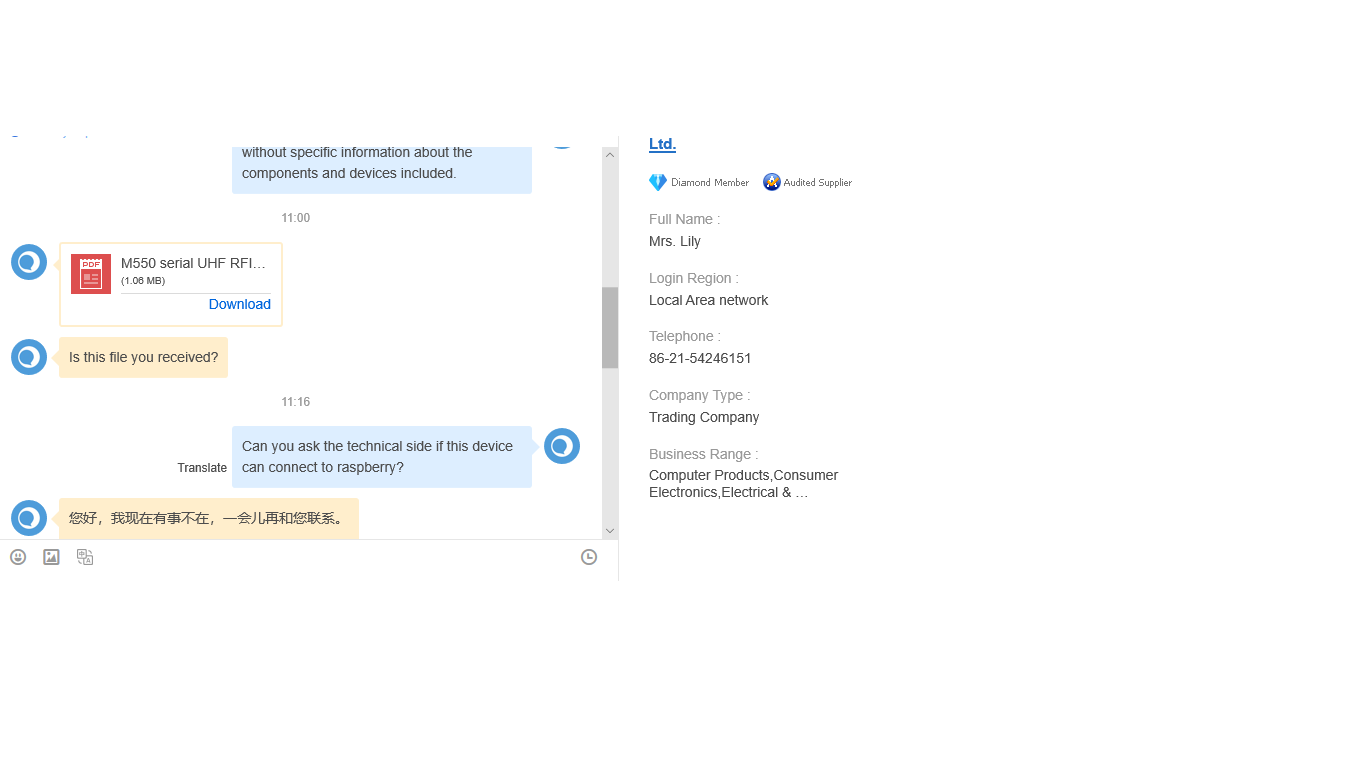 without specific information about the
components and devices included.
11:00
PDF
M550 serial UHF RFI...
(1.06 MB)
Download
Is this file you received?
11:16
Can you ask the technical side if this device
can connect to raspberry?
Translate
您好，我现在有事不在，一会儿再和您联系。
Ltd.
Diamond Member
Audited Supplier
Full Name :
Mrs. Lily
Login Region :
Local Area network
Telephone :
86-21-54246151
Company Type :
Trading Company
Business Range :
Computer Products,Consumer
Electronics,Electrical & ...